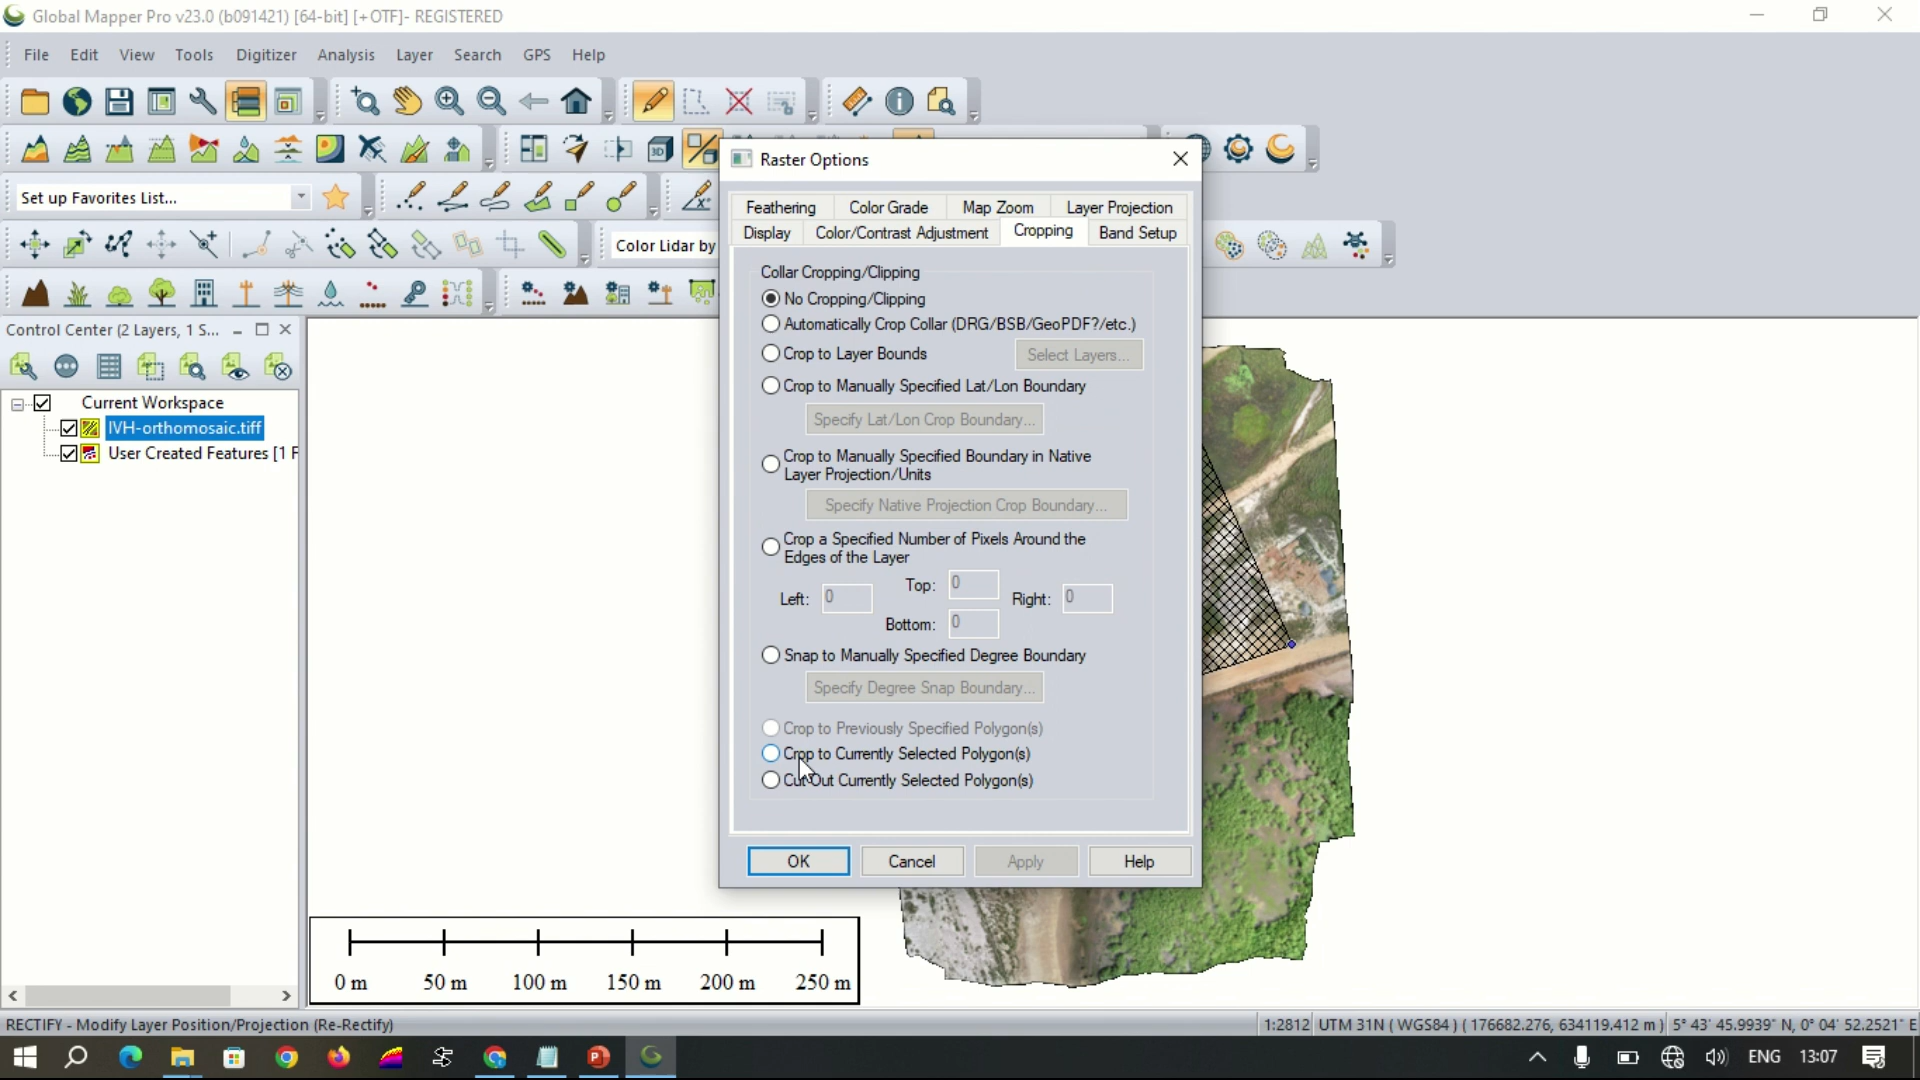 Global Mapper Pro v23.0 (b091421) [64-bit] [+OTF]- REGISTERED
File Edit View Tools Digitizer Analysis Layer Search GPS Help
3D
Set up Favorites List...
Color Lidar by
Raster Options
Feathering Color Grade Map Zoom Layer Projection
Display Color/Contrast Adjustment Cropping Band Setup
Collar Cropping/Clipping
No Cropping/Clipping
Automatically Crop Collar (DRG/BSB/GeoPDF?/etc.)
Crop to Layer Bounds Select Layers...
Crop to Manually Specified Lat/Lon Boundary
Specify Lat/Lon Crop Boundary...
Crop to Manually Specified Boundary in Native
Layer Projection/Units
Specify Native Projection Crop Boundary...
Crop a Specified Number of Pixels Around the
Edges of the Layer
Top: 0
Left: 0 Right: 0
Bottom: 0
Snap to Manually Specified Degree Boundary
Specify Degree Snap Boundary...
Crop to Previously Specified Polygon(s)
Crop to Currently Selected Polygon(s)
Cut Out Currently Selected Polygon(s)
OK Cancel Apply Help
Control Center (2 Layers, 1 S...
Current Workspace
IVH-orthomosaic.tiff
User Created Features [1 F
0 m 50 m 100 m 150 m 200 m 250 m
RECTIFY - Modify Layer Position/Projection (Re-Rectify) 1:2812 UTM 31N ( WGS84 ) ( 176682.276, 634119.412 m ) 5° 43' 45.9939" N, 0° 04' 52.2521" E
ENG 13:07